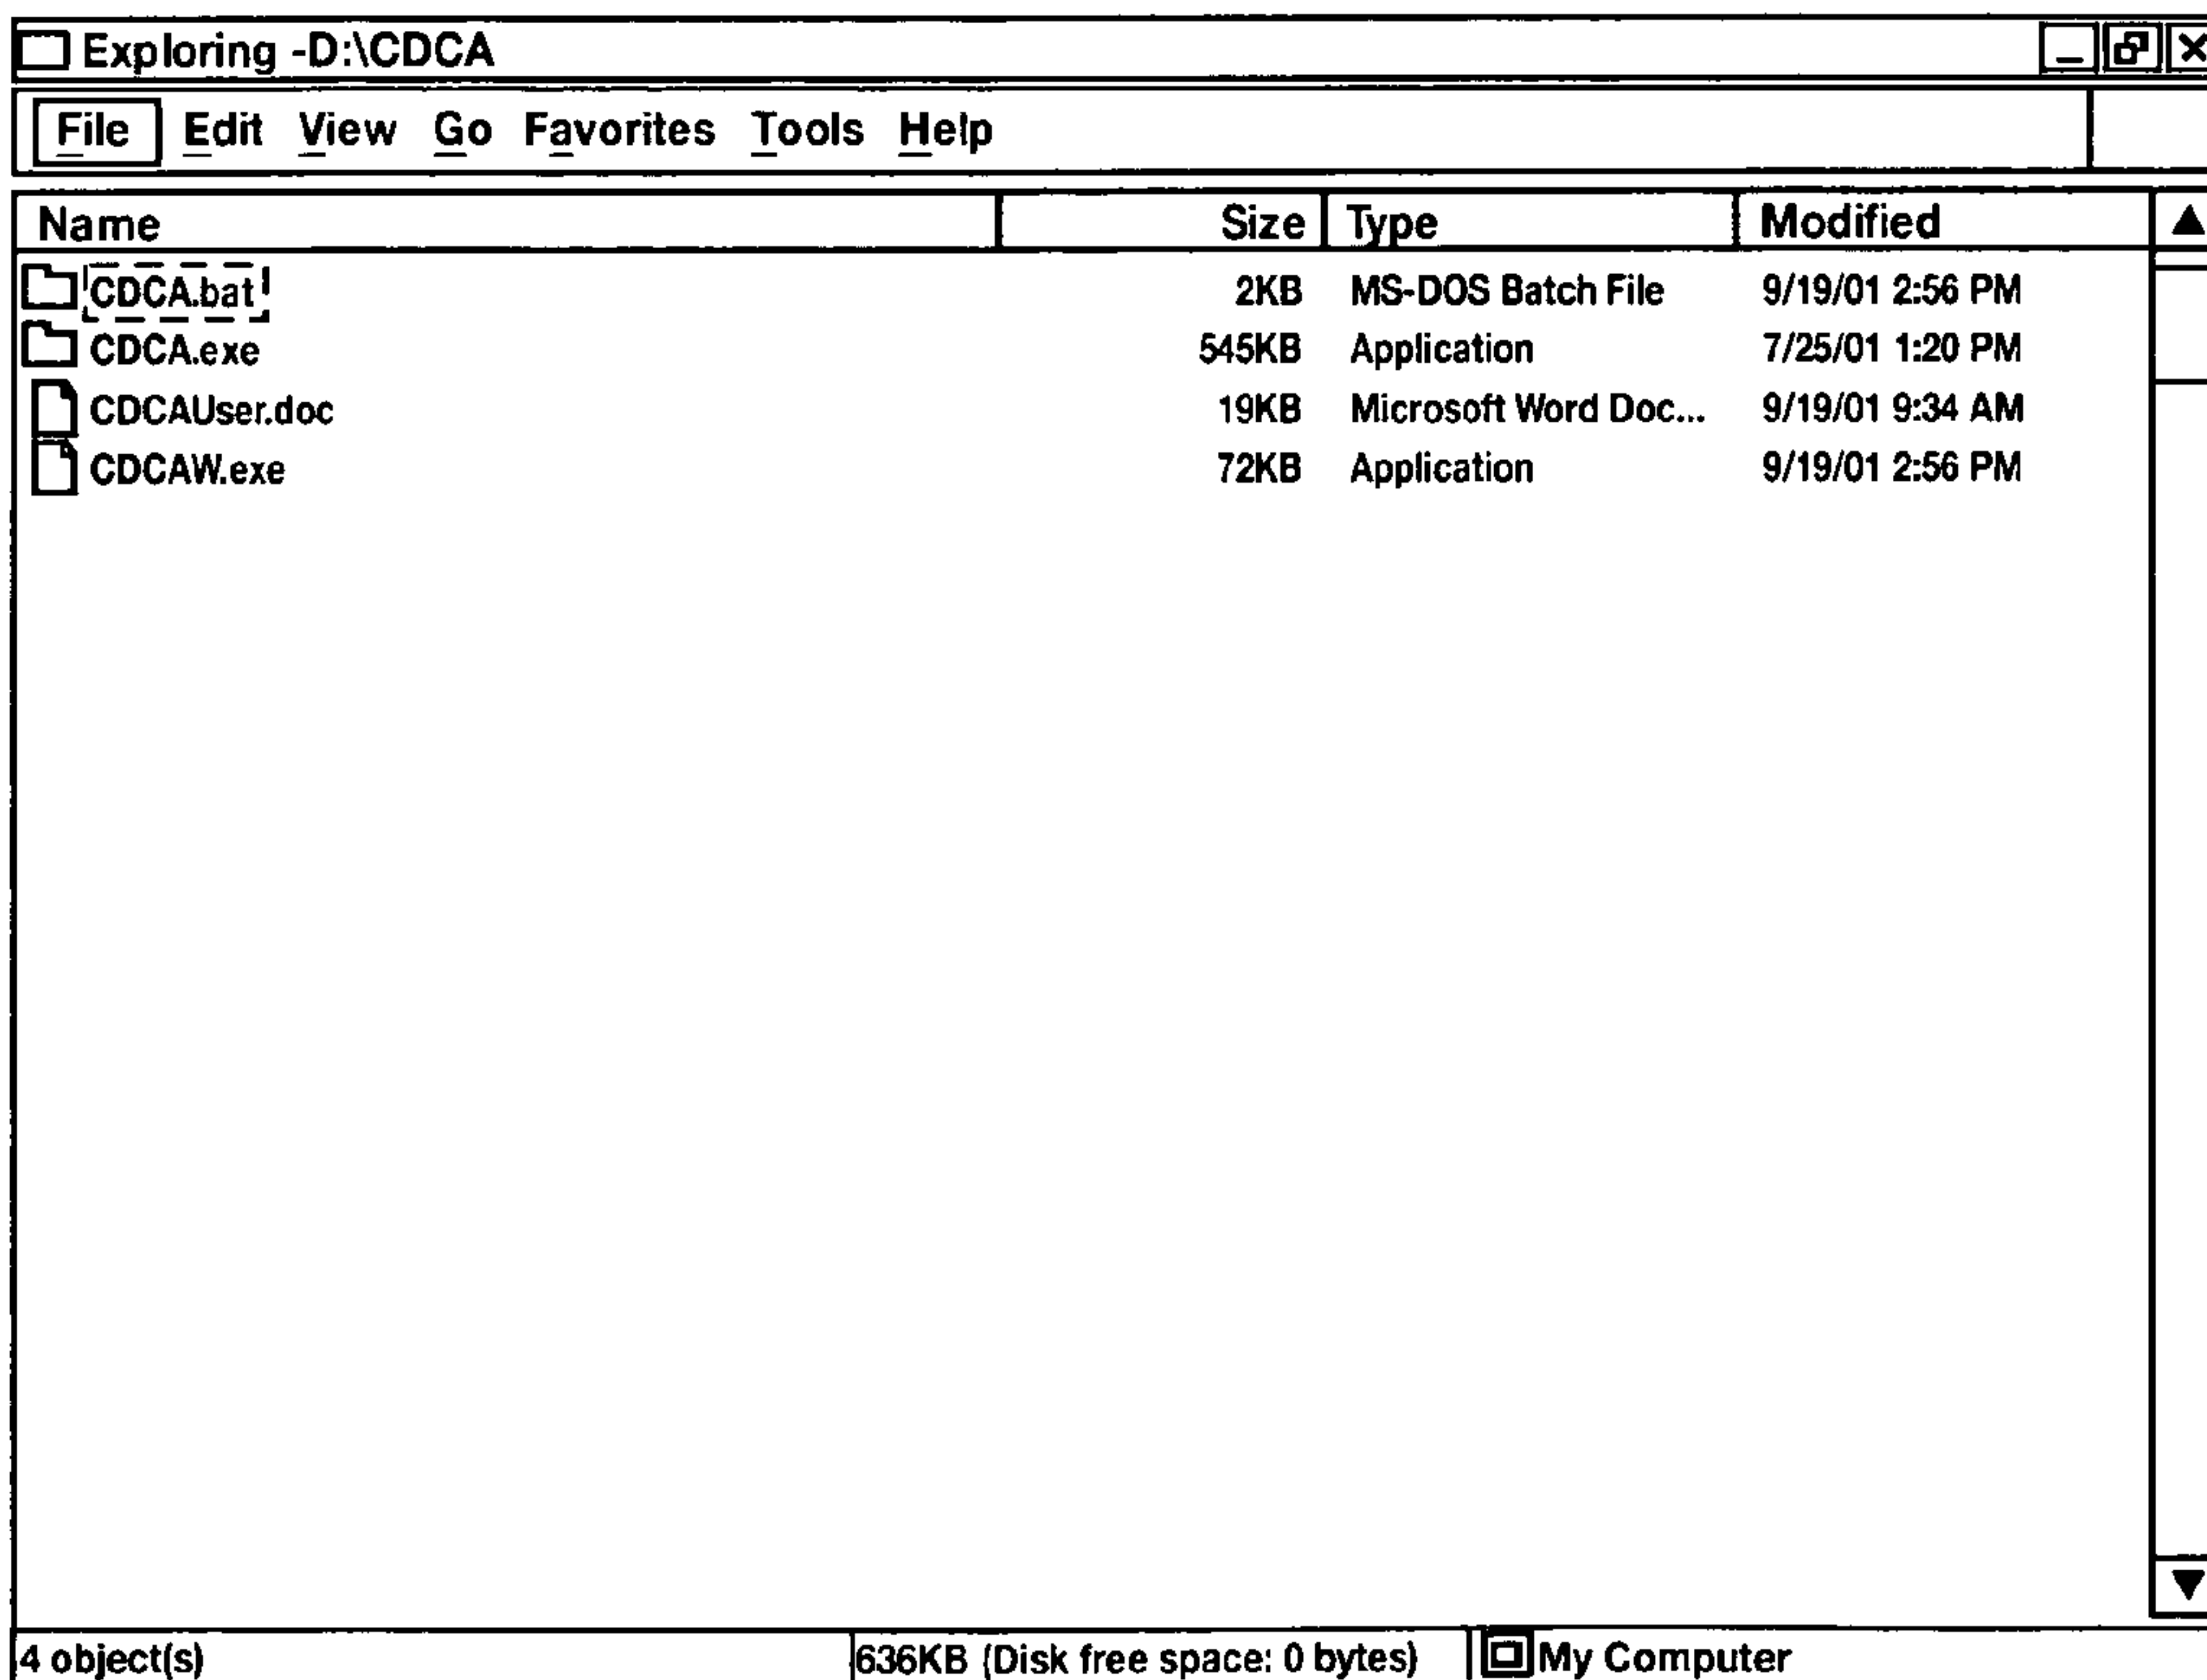 Exploring -D:\CDCA
File Edit View Go Favorites Tools Help
Name Size Type Modified
CDCA.bat 2KB MS-DOS Batch File 9/19/01 2:56 PM
CDCA.exe 545KB Application 7/25/01 1:20 PM
CDCAUser.doc 19KB Microsoft Word Doc... 9/19/01 9:34 AM
CDCAW.exe 72KB Application 9/19/01 2:56 PM
4 object(s) 636KB (Disk free space: 0 bytes) My Computer